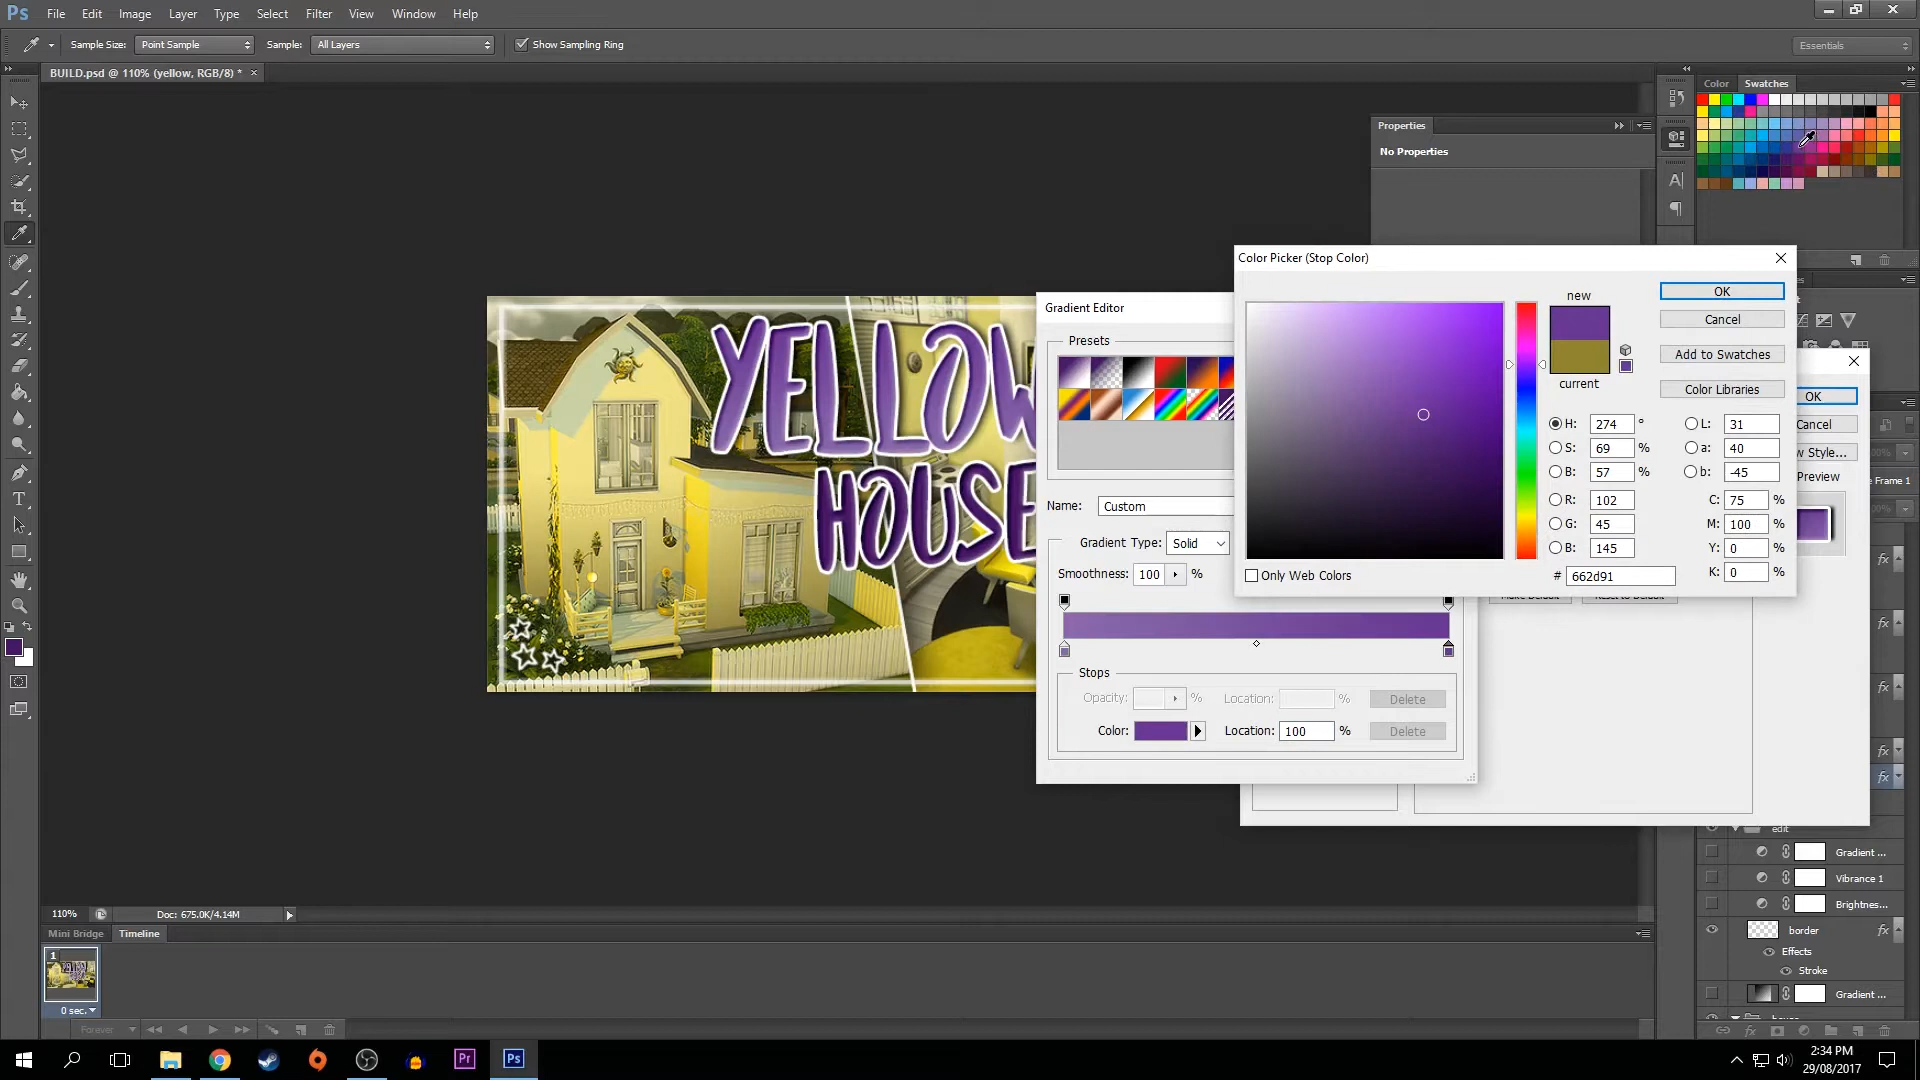 Ps File Edit Image Layer Type Select Filter View Window Help
Sample Size: Point Sample Sample: All Layers Show Sampling Ring Essentials
BUILD.psd @ 110% (yellow, RGB/8) * ×
Color Swatches
Properties
No Properties
YELLOW
HOUSE
Gradient Editor
Presets
Name: Custom
Gradient Type: Solid
Smoothness: 100 %
Stops
Opacity: % Location: % Delete
Color: Location: 100 % Delete
Color Picker (Stop Color)
new
current
OK
Cancel
Add to Swatches
Color Libraries
H: 274 ° L: 31
S: 69 % a: 40
B: 57 % b: -45
R: 102 C: 75 %
G: 45 M: 100 %
B: 145 Y: 0 %
# 662d91 K: 0 %
Only Web Colors
OK
Cancel
w Style...
Preview
e Frame 1
edit
Gradient ...
Vibrance 1
Brightnes...
border fx
Effects
Stroke
Gradient ...
110% Doc: 675.0K/4.14M
Mini Bridge Timeline
1
0 sec.
Forever
Pr Ps
2:34 PM
29/08/2017